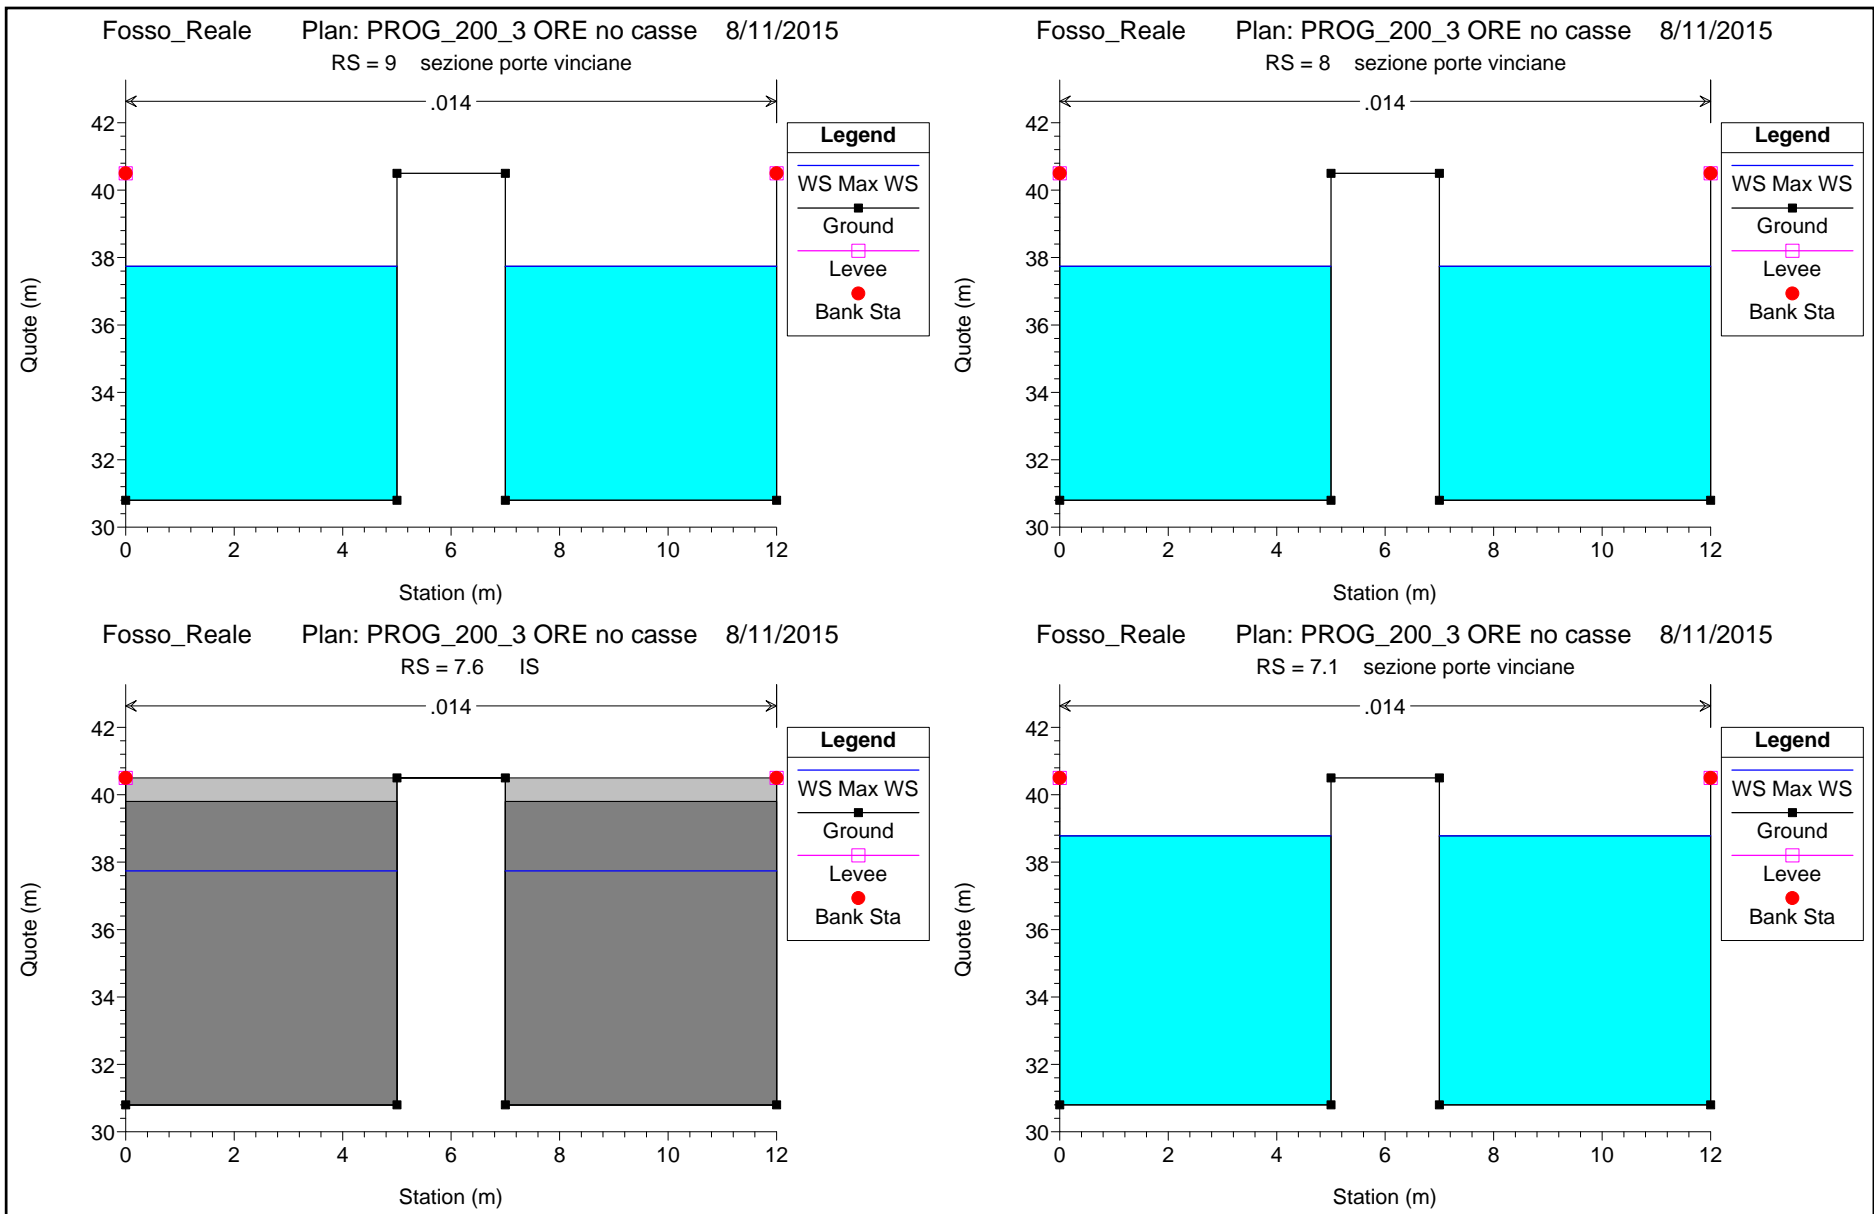 Fosso_Reale Plan: PROG_200_3 ORE no casse 8/11/2015
RS = 9 sezione porte vinciane
.014
42
40
38
36
34
32
30
Quote (m)
0 2 4 6 8 10 12
Station (m)
Legend
WS Max WS
Ground
Levee
Bank Sta
Fosso_Reale Plan: PROG_200_3 ORE no casse 8/11/2015
RS = 8 sezione porte vinciane
.014
42
40
38
36
34
32
30
Quote (m)
0 2 4 6 8 10 12
Station (m)
Legend
WS Max WS
Ground
Levee
Bank Sta
Fosso_Reale Plan: PROG_200_3 ORE no casse 8/11/2015
RS = 7.6 IS
.014
42
40
38
36
34
32
30
Quote (m)
0 2 4 6 8 10 12
Station (m)
Legend
WS Max WS
Ground
Levee
Bank Sta
Fosso_Reale Plan: PROG_200_3 ORE no casse 8/11/2015
RS = 7.1 sezione porte vinciane
.014
42
40
38
36
34
32
30
Quote (m)
0 2 4 6 8 10 12
Station (m)
Legend
WS Max WS
Ground
Levee
Bank Sta